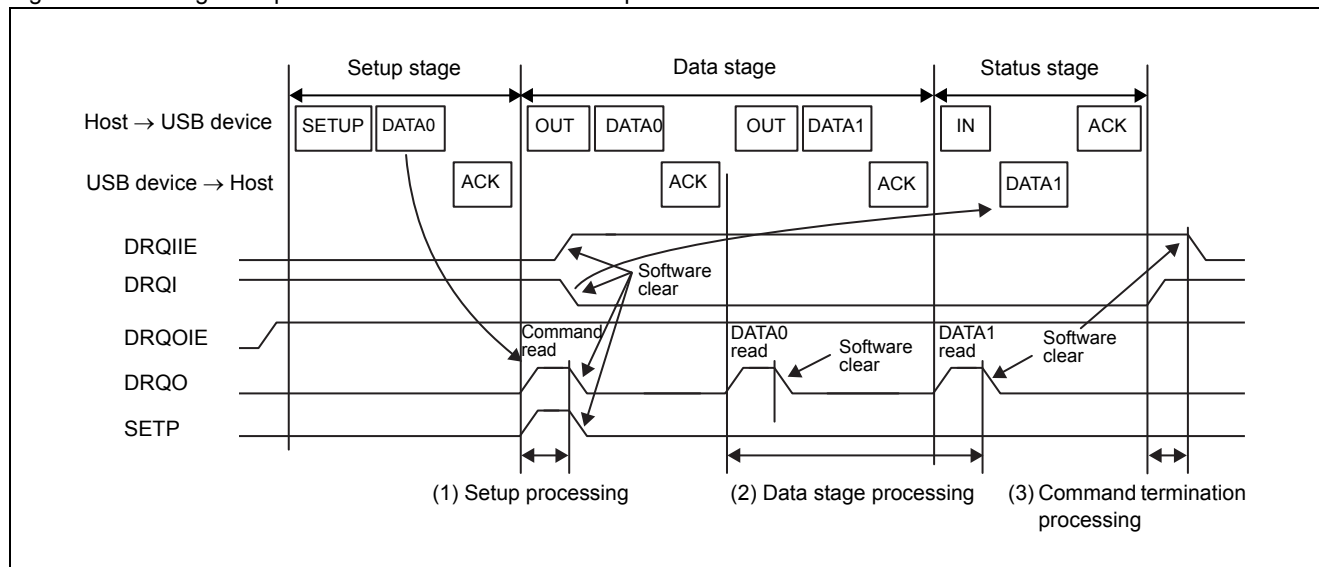 Setup stage
Data stage
Status stage
Host → USB device
SETUP
DATA0
OUT
DATA0
OUT
DATA1
IN
ACK
USB device → Host
ACK
ACK
ACK
DATA1
DRQIIE
DRQI
Software
clear
DRQOIE
Command
read
DATA0
read
Software
clear
DATA1
read
Software
clear
DRQO
SETP
(1) Setup processing
(2) Data stage processing
(3) Command termination
processing